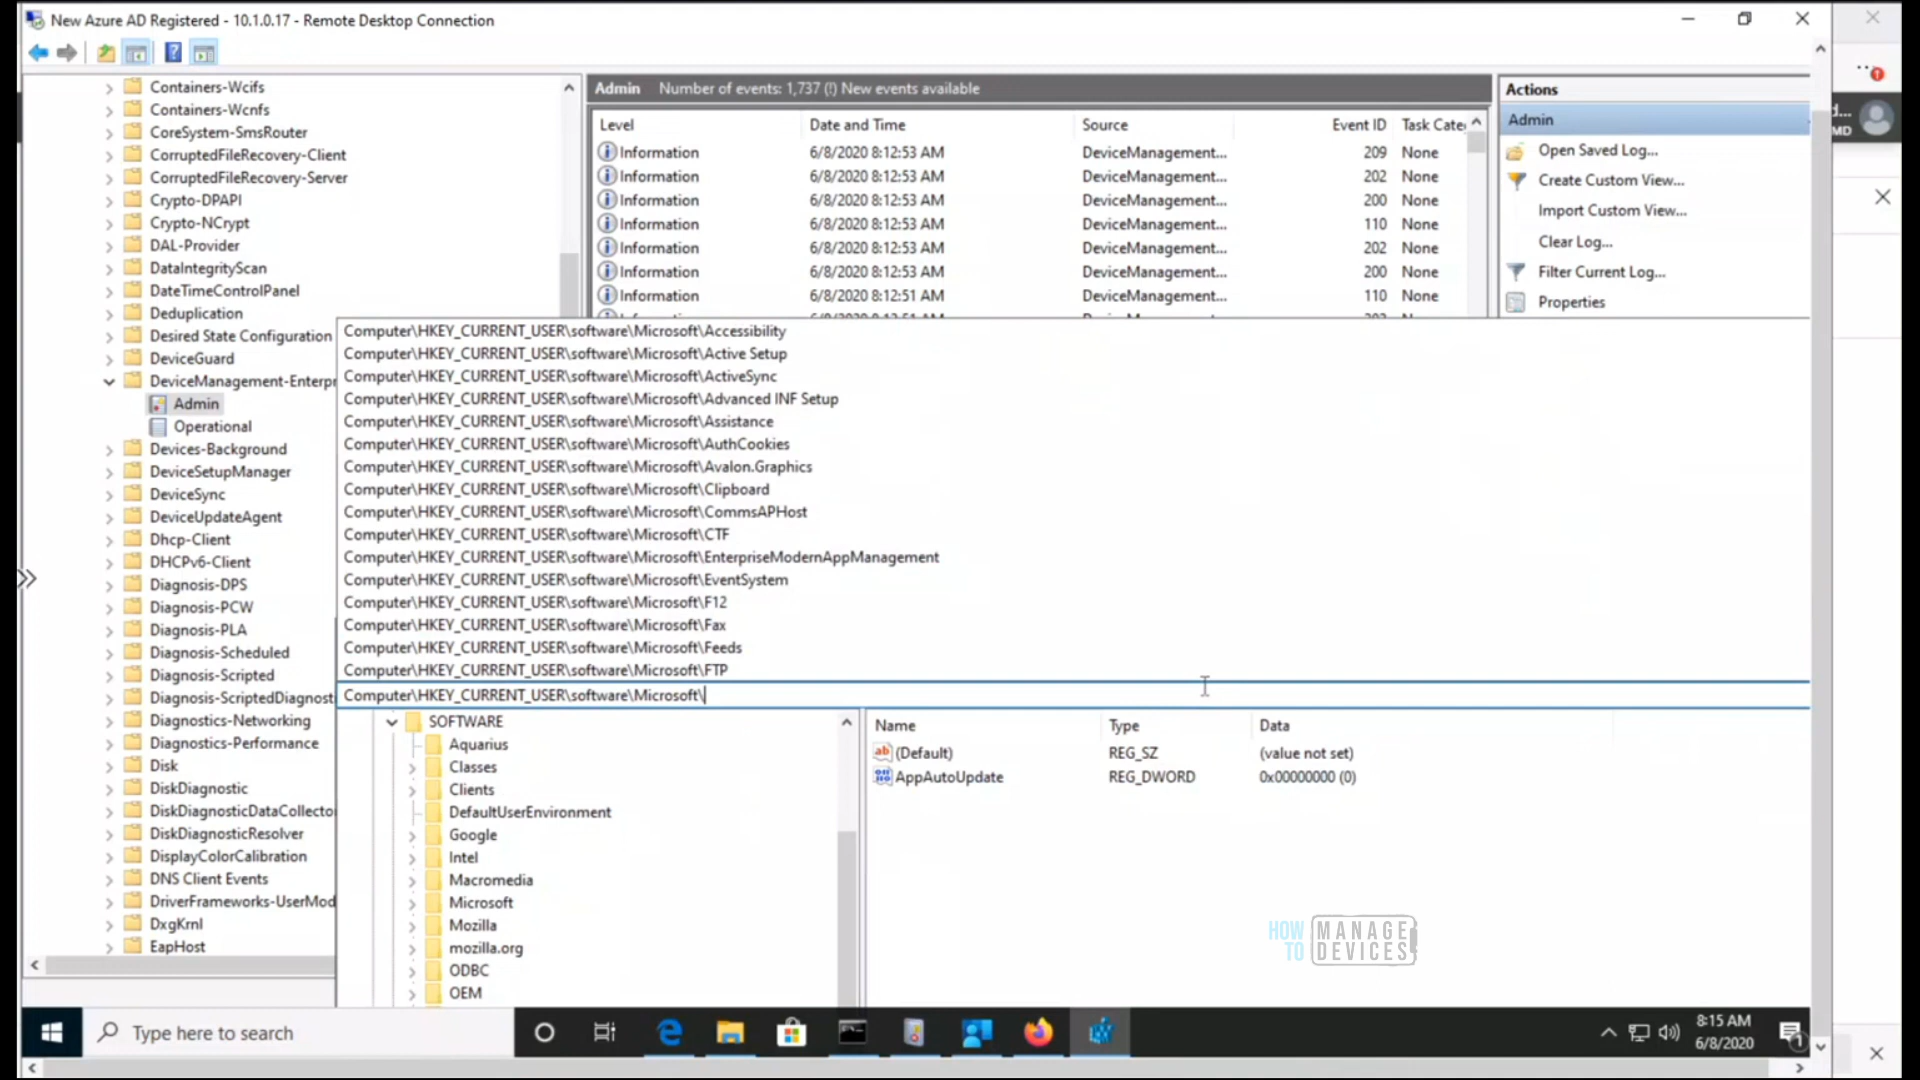 New Azure AD Registered - 10.1.0.17 - Remote Desktop Connection
Containers-Wcifs
Containers-Wcnfs
CoreSystem-SmsRouter
CorruptedFileRecovery-Client
CorruptedFileRecovery-Server
Crypto-DPAPI
Crypto-NCrypt
DAL-Provider
DataIntegrityScan
DateTimeControlPanel
Deduplication
Desired State Configuration
DeviceGuard
DeviceManagement-Enterpr
Admin
Operational
Devices-Background
DeviceSetupManager
DeviceSync
DeviceUpdateAgent
Dhcp-Client
DHCPv6-Client
Diagnosis-DPS
Diagnosis-PCW
Diagnosis-PLA
Diagnosis-Scheduled
Diagnosis-Scripted
Diagnosis-ScriptedDiagnost
Diagnostics-Networking
Diagnostics-Performance
Disk
DiskDiagnostic
DiskDiagnosticDataCollecto
DiskDiagnosticResolver
DisplayColorCalibration
DNS Client Events
DriverFrameworks-UserMod
DxgKrnl
EapHost
Admin Number of events: 1,737 (!) New events available
Level Date and Time Source Event ID Task Cate
Information 6/8/2020 8:12:53 AM DeviceManagement... 209 None
Information 6/8/2020 8:12:53 AM DeviceManagement... 202 None
Information 6/8/2020 8:12:53 AM DeviceManagement... 200 None
Information 6/8/2020 8:12:53 AM DeviceManagement... 110 None
Information 6/8/2020 8:12:53 AM DeviceManagement... 202 None
Information 6/8/2020 8:12:53 AM DeviceManagement... 200 None
Information 6/8/2020 8:12:51 AM DeviceManagement... 110 None
Actions
Admin
Open Saved Log...
Create Custom View...
Import Custom View...
Clear Log...
Filter Current Log...
Properties
d...
MD
Computer\HKEY_CURRENT_USER\software\Microsoft\Accessibility
Computer\HKEY_CURRENT_USER\software\Microsoft\Active Setup
Computer\HKEY_CURRENT_USER\software\Microsoft\ActiveSync
Computer\HKEY_CURRENT_USER\software\Microsoft\Advanced INF Setup
Computer\HKEY_CURRENT_USER\software\Microsoft\Assistance
Computer\HKEY_CURRENT_USER\software\Microsoft\AuthCookies
Computer\HKEY_CURRENT_USER\software\Microsoft\Avalon.Graphics
Computer\HKEY_CURRENT_USER\software\Microsoft\Clipboard
Computer\HKEY_CURRENT_USER\software\Microsoft\CommsAPHost
Computer\HKEY_CURRENT_USER\software\Microsoft\CTF
Computer\HKEY_CURRENT_USER\software\Microsoft\EnterpriseModernAppManagement
Computer\HKEY_CURRENT_USER\software\Microsoft\EventSystem
Computer\HKEY_CURRENT_USER\software\Microsoft\F12
Computer\HKEY_CURRENT_USER\software\Microsoft\Fax
Computer\HKEY_CURRENT_USER\software\Microsoft\Feeds
Computer\HKEY_CURRENT_USER\software\Microsoft\FTP
Computer\HKEY_CURRENT_USER\software\Microsoft\
SOFTWARE
Aquarius
Classes
Clients
DefaultUserEnvironment
Google
Intel
Macromedia
Microsoft
Mozilla
mozilla.org
ODBC
OEM
Name Type Data
(Default) REG_SZ (value not set)
AppAutoUpdate REG_DWORD 0x00000000 (0)
HOW TO MANAGE DEVICES
Type here to search
8:15 AM
6/8/2020
1